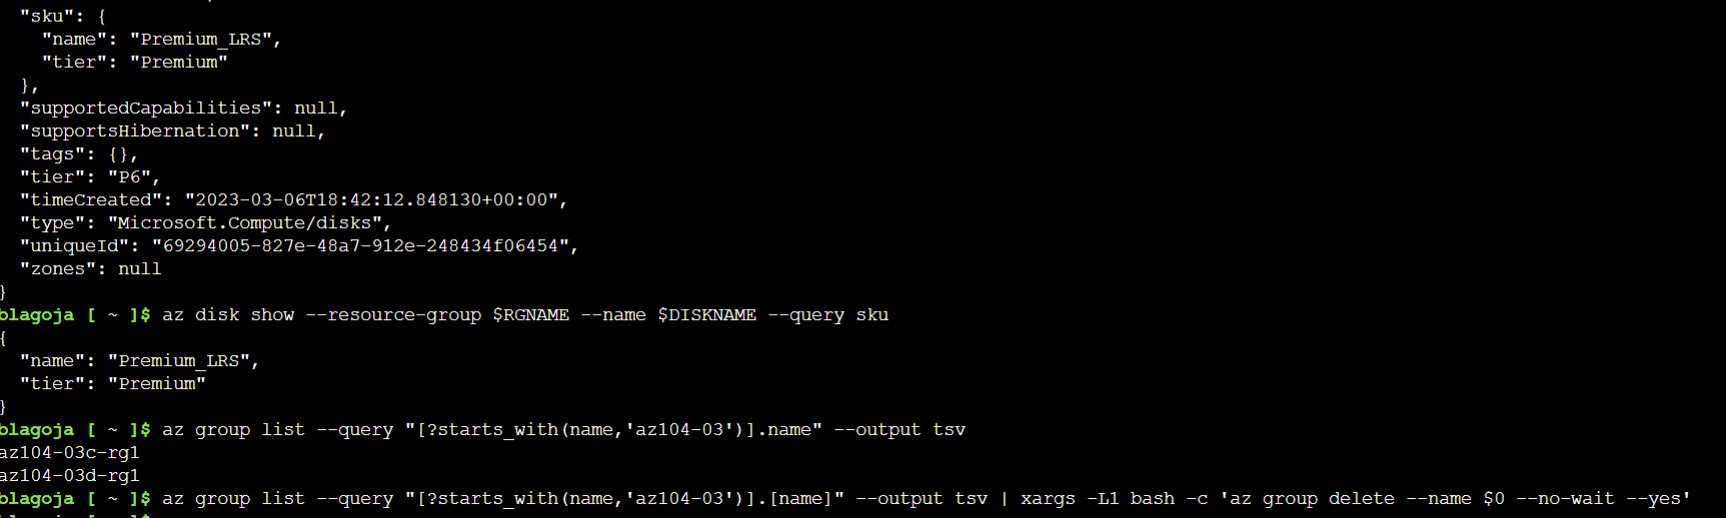 "sku": {
"name": "Premium_LRS",
"tier": "Premium"
},
"supportedCapabilities": null,
"supportsHibernation": null,
"tags": {},
"tier": "P6",
"timeCreated": "2023-03-06T18:42:12.848130+00:00",
"type": "Microsoft.Compute/disks",
"uniqueId": "69294005-827e-48a7-912e-248434f06454",
"zones": null
}
blagoja [ ~ ]$ az disk show --resource-group $RGNAME --name $DISKNAME --query sku
{
"name": "Premium_LRS",
"tier": "Premium"
}
blagoja [ ~ ]$ az group list --query "[?starts_with(name,'az104-03')].name" --output tsv
az104-03c-rg1
az104-03d-rg1
blagoja [ ~ ]$ az group list --query "[?starts_with(name,'az104-03')].[name]" --output tsv | xargs -L1 bash -c 'az group delete --name $0 --no-wait --yes'